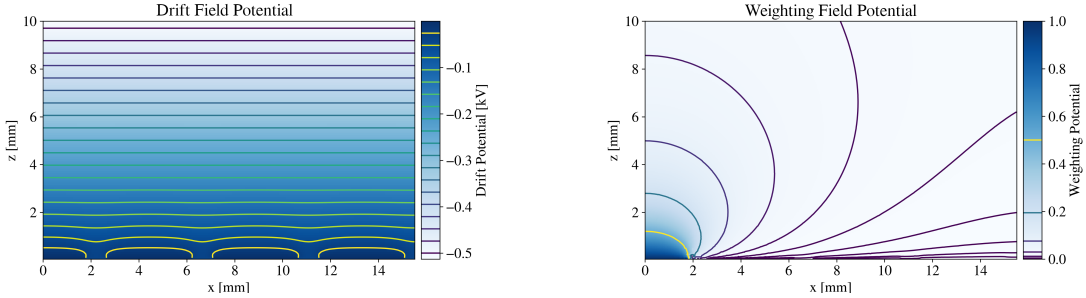 Drift Field Potential
10
8
6
4
2
z [mm]
0 2 4 6 8 10 12 14
x [mm]
−0.1
−0.2
−0.3
−0.4
−0.5
Drift Potential [kV]
Weighting Field Potential
10
8
6
4
2
z [mm]
0 2 4 6 8 10 12 14
x [mm]
1.0
0.8
0.6
0.4
0.2
0.0
Weighting Potential